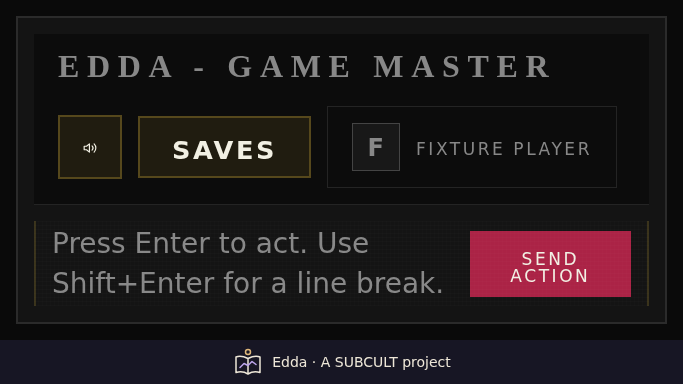 EDDA - GAME MASTER
SAVES
F
FIXTURE PLAYER
Press Enter to act. Use
Shift+Enter for a line break.
SEND
ACTION
Edda · A SUBCULT project